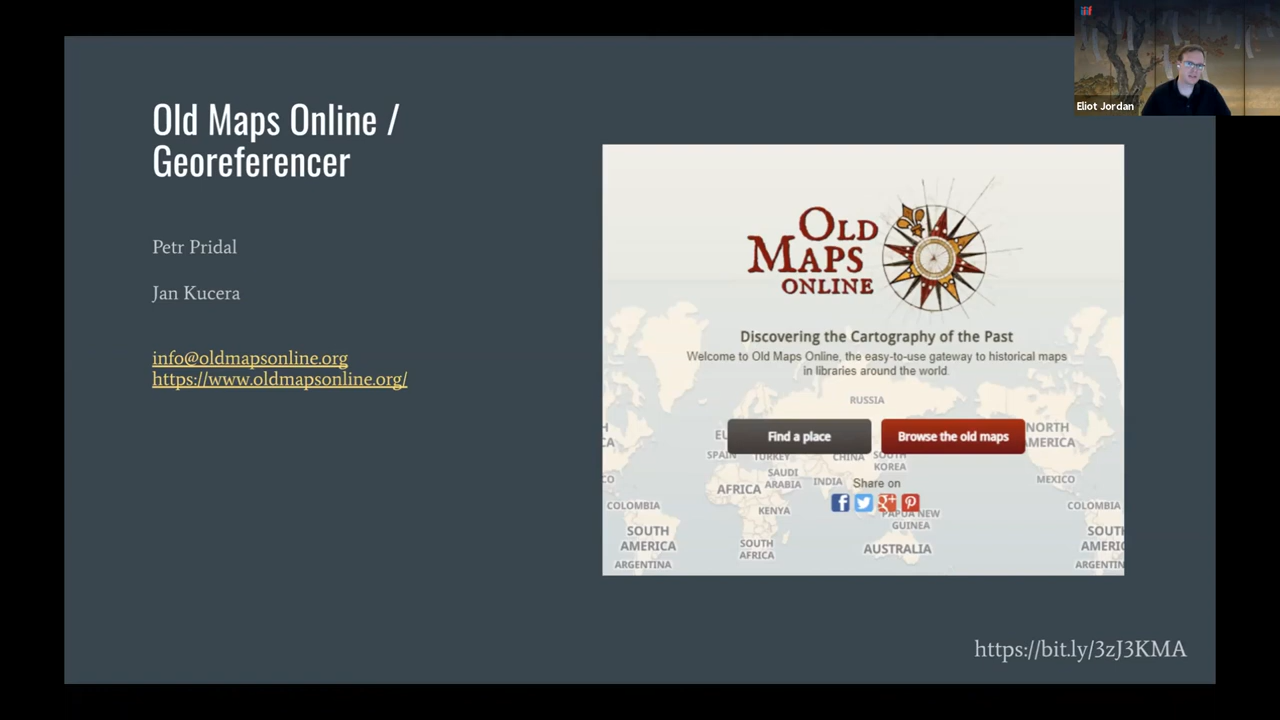 iiif
Eliot Jordan
Old Maps Online /
Georeferencer
Petr Pridal
Jan Kucera
info@oldmapsonline.org
https://www.oldmapsonline.org/
OLD
MAPS
ONLINE
Discovering the Cartography of the Past
Welcome to Old Maps Online, the easy-to-use gateway to historical maps
in libraries around the world.
RUSSIA
Find a place
Browse the old maps
NORTH
AMERICA
SPAIN
TURKEY
CHINA
SOUTH
KOREA
SAUDI
ARABIA
INDIA
Share on
MEXICO
AFRICA
COLOMBIA
KENYA
PAPUA NEW
GUINEA
COLOMBIA
SOUTH
AMERICA
SOUTH
AFRICA
AUSTRALIA
SOUT
AMERIC
ARGENTINA
ARGENTIN
https://bit.ly/3zJ3KMA